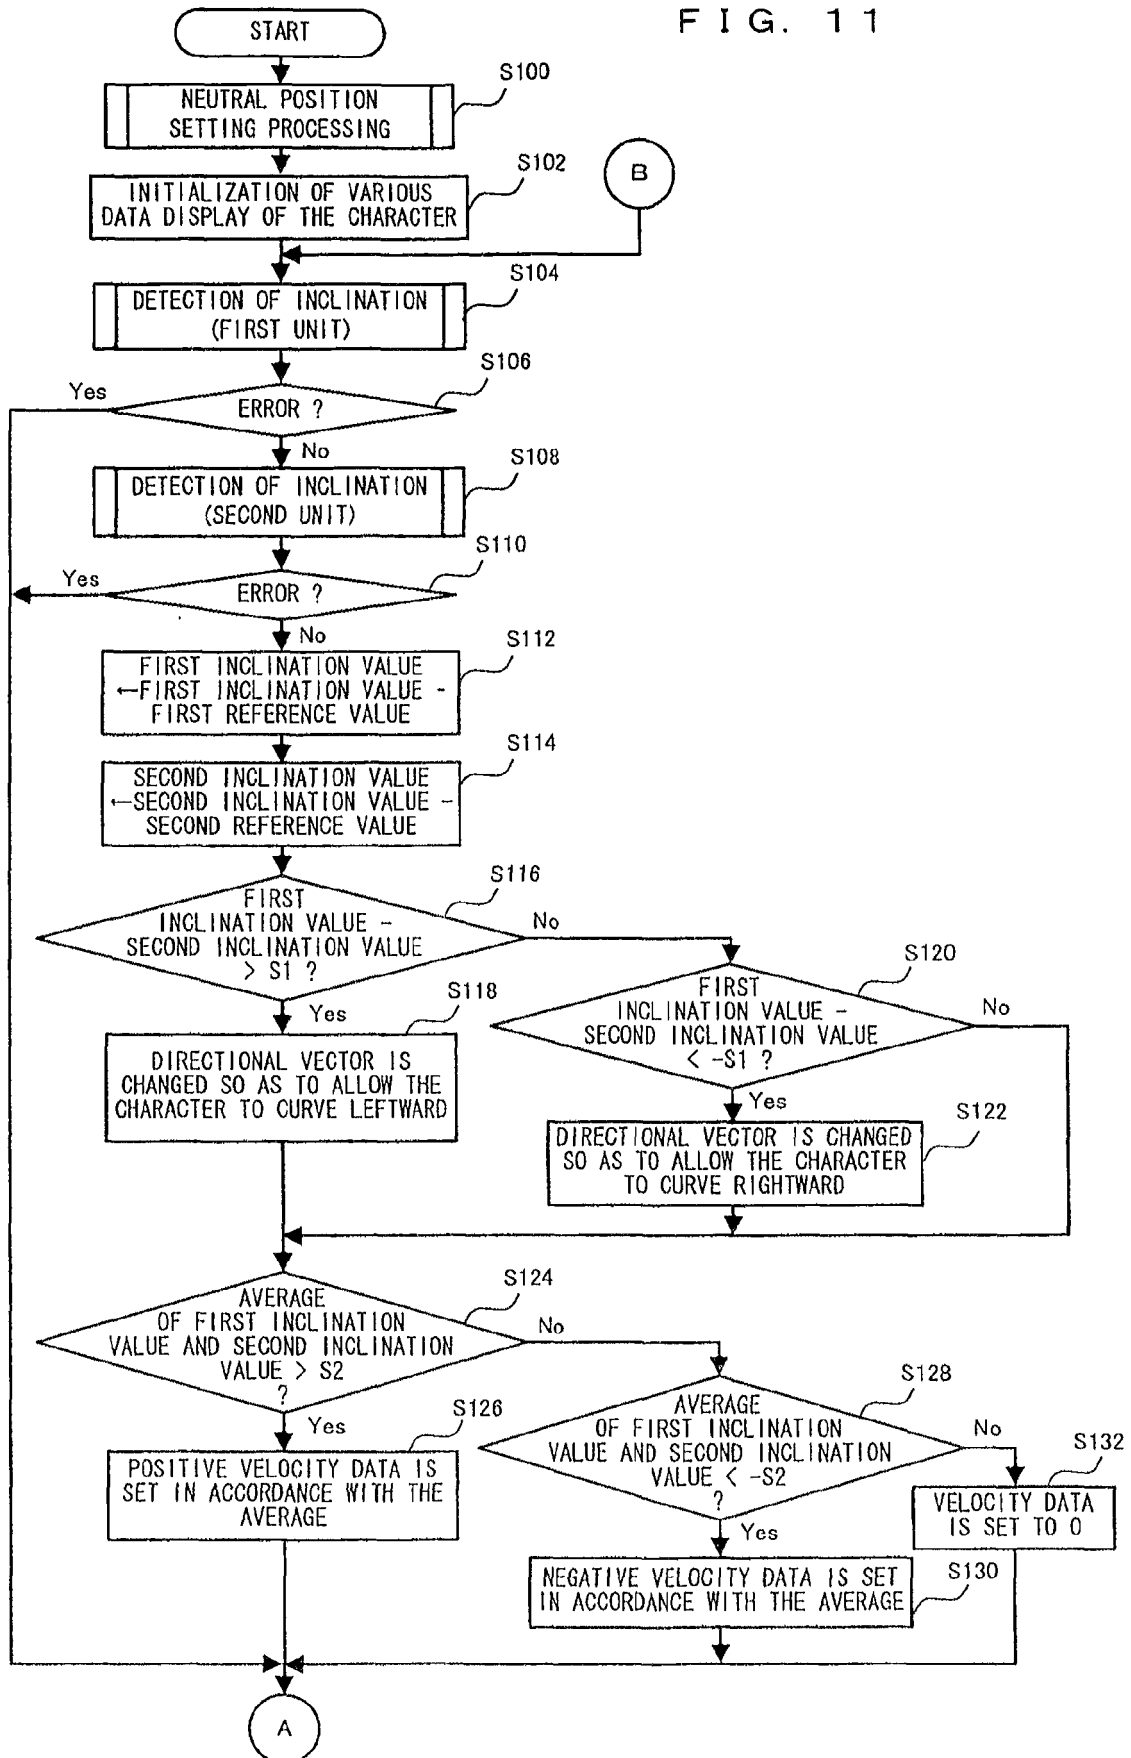 FIG. 11
START
S100
NEUTRAL POSITION
SETTING PROCESSING
S102
B
INITIALIZATION OF VARIOUS
DATA DISPLAY OF THE CHARACTER
S104
DETECTION OF INCLINATION
(FIRST UNIT)
S106
Yes
ERROR ?
No
S108
DETECTION OF INCLINATION
(SECOND UNIT)
S110
Yes
ERROR ?
No
S112
FIRST INCLINATION VALUE
←FIRST INCLINATION VALUE -
FIRST REFERENCE VALUE
S114
SECOND INCLINATION VALUE
←SECOND INCLINATION VALUE -
SECOND REFERENCE VALUE
S116
FIRST
INCLINATION VALUE -
SECOND INCLINATION VALUE
> S1 ?
No
Yes
S120
FIRST
INCLINATION VALUE -
SECOND INCLINATION VALUE
< -S1 ?
No
Yes
S118
DIRECTIONAL VECTOR IS
CHANGED SO AS TO ALLOW THE
CHARACTER TO CURVE LEFTWARD
S122
DIRECTIONAL VECTOR IS CHANGED
SO AS TO ALLOW THE CHARACTER
TO CURVE RIGHTWARD
S124
AVERAGE
OF FIRST INCLINATION
VALUE AND SECOND INCLINATION
VALUE > S2
?
No
Yes
S128
AVERAGE
OF FIRST INCLINATION
VALUE AND SECOND INCLINATION
VALUE < -S2
?
No
Yes
S126
POSITIVE VELOCITY DATA IS
SET IN ACCORDANCE WITH THE
AVERAGE
S132
VELOCITY DATA
IS SET TO 0
S130
NEGATIVE VELOCITY DATA IS SET
IN ACCORDANCE WITH THE AVERAGE
A